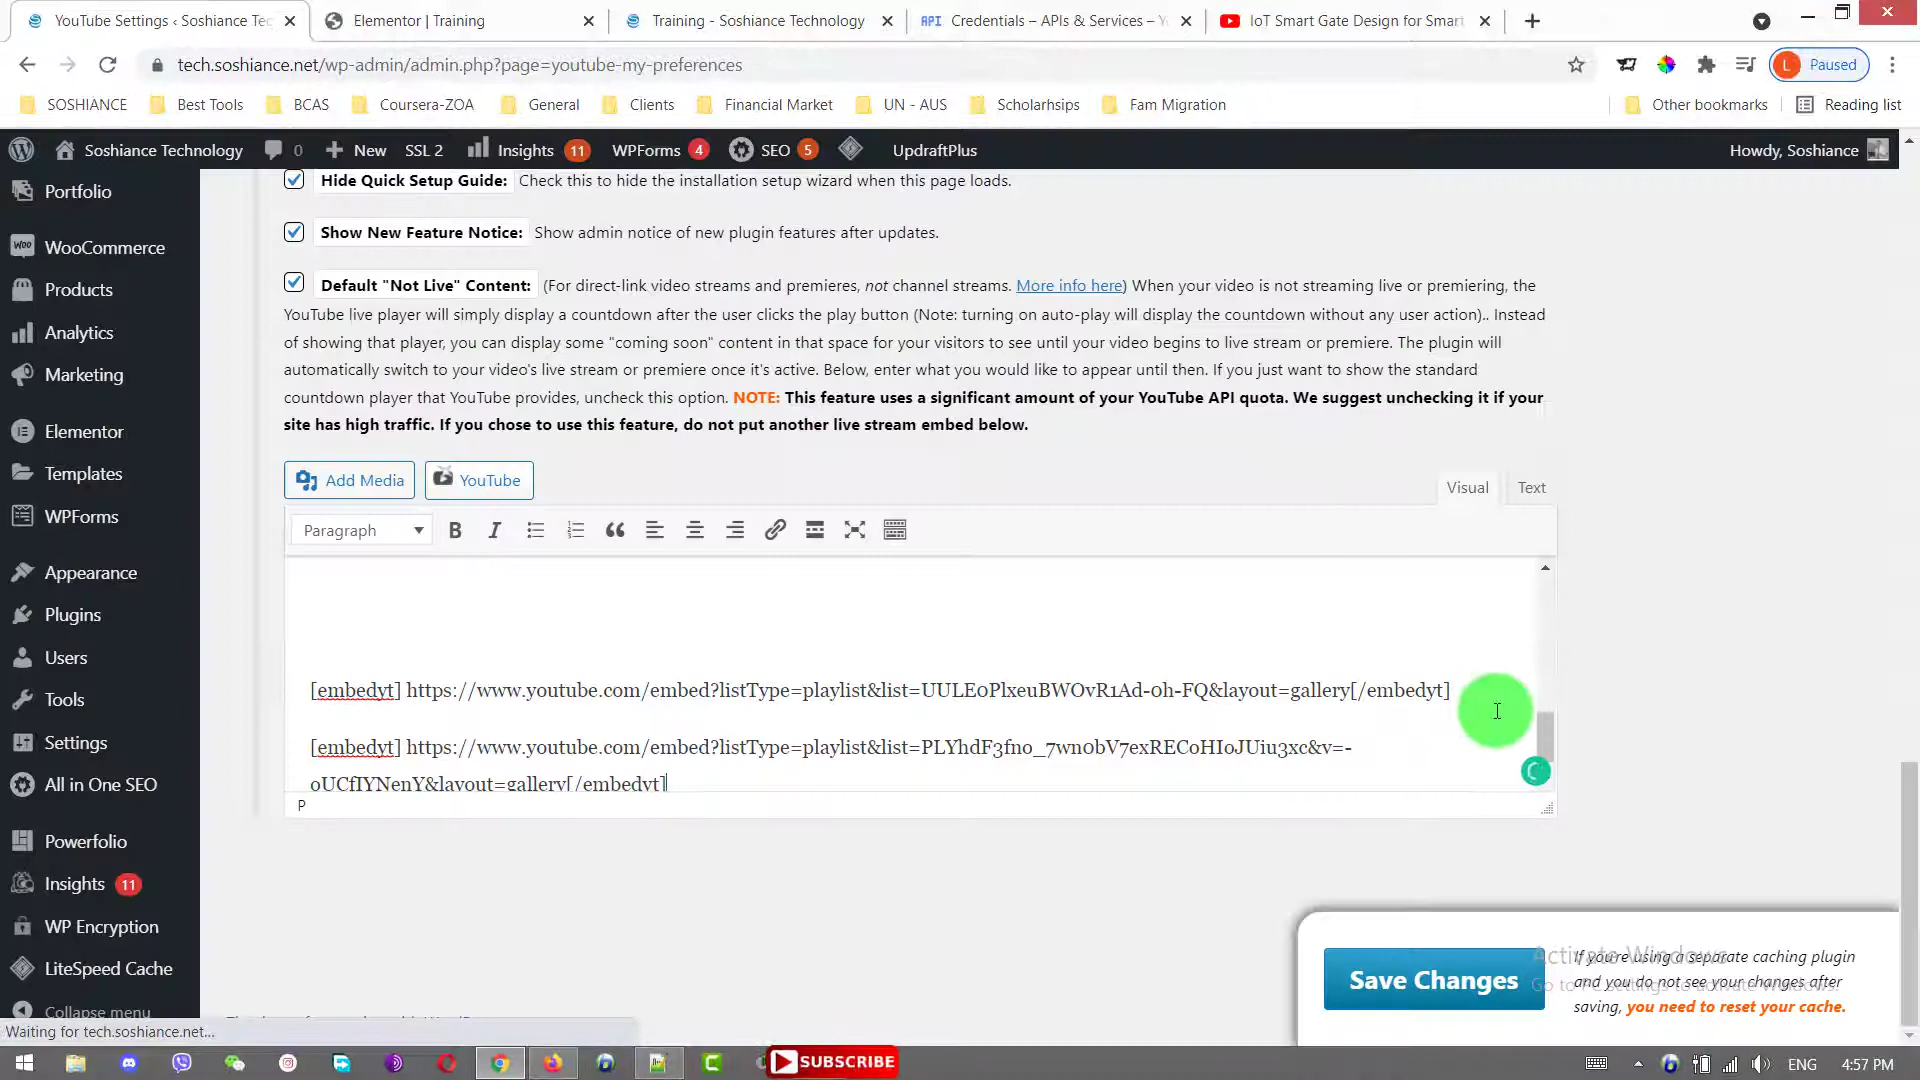 YouTube Settings ‹ Soshiance Tec
Elementor | Training
Training - Soshiance Technology
API Credentials – APIs & Services – Y
IoT Smart Gate Design for Smart
tech.soshiance.net/wp-admin/admin.php?page=youtube-my-preferences
L Paused
SOSHIANCE Best Tools BCAS Coursera-ZOA General Clients Financial Market UN - AUS Scholarhsips Fam Migration Other bookmarks Reading list
Soshiance Technology 0 New SSL 2 Insights 11 WPForms 4 SEO 5 UpdraftPlus Howdy, Soshiance
Portfolio
WooCommerce
Products
Analytics
Marketing
Elementor
Templates
WPForms
Appearance
Plugins
Users
Tools
Settings
All in One SEO
Powerfolio
Insights 11
WP Encryption
LiteSpeed Cache
Collapse menu
Hide Quick Setup Guide: Check this to hide the installation setup wizard when this page loads.
Show New Feature Notice: Show admin notice of new plugin features after updates.
Default "Not Live" Content: (For direct-link video streams and premieres, not channel streams. More info here) When your video is not streaming live or premiering, the
YouTube live player will simply display a countdown after the user clicks the play button (Note: turning on auto-play will display the countdown without any user action).. Instead
of showing that player, you can display some "coming soon" content in that space for your visitors to see until your video begins to live stream or premiere. The plugin will
automatically switch to your video's live stream or premiere once it's active. Below, enter what you would like to appear until then. If you just want to show the standard
countdown player that YouTube provides, uncheck this option. NOTE: This feature uses a significant amount of your YouTube API quota. We suggest unchecking it if your
site has high traffic. If you chose to use this feature, do not put another live stream embed below.
Add Media YouTube
Visual Text
Paragraph
[embedyt] https://www.youtube.com/embed?listType=playlist&list=UULEoPlxeuBWOvR1Ad-0h-FQ&layout=gallery[/embedyt]
[embedyt] https://www.youtube.com/embed?listType=playlist&list=PLYhdF3fno_7wn0bV7exRECoHIoJUiu3xc&v=-
oUCfIYNenY&layout=gallery[/embedyt]
P
Save Changes
If you're using a separate caching plugin
and you do not see your changes after
saving, you need to reset your cache.
Activate Windows
Go to PC settings to activate Windows.
Waiting for tech.soshiance.net...
SUBSCRIBE
ENG 4:57 PM